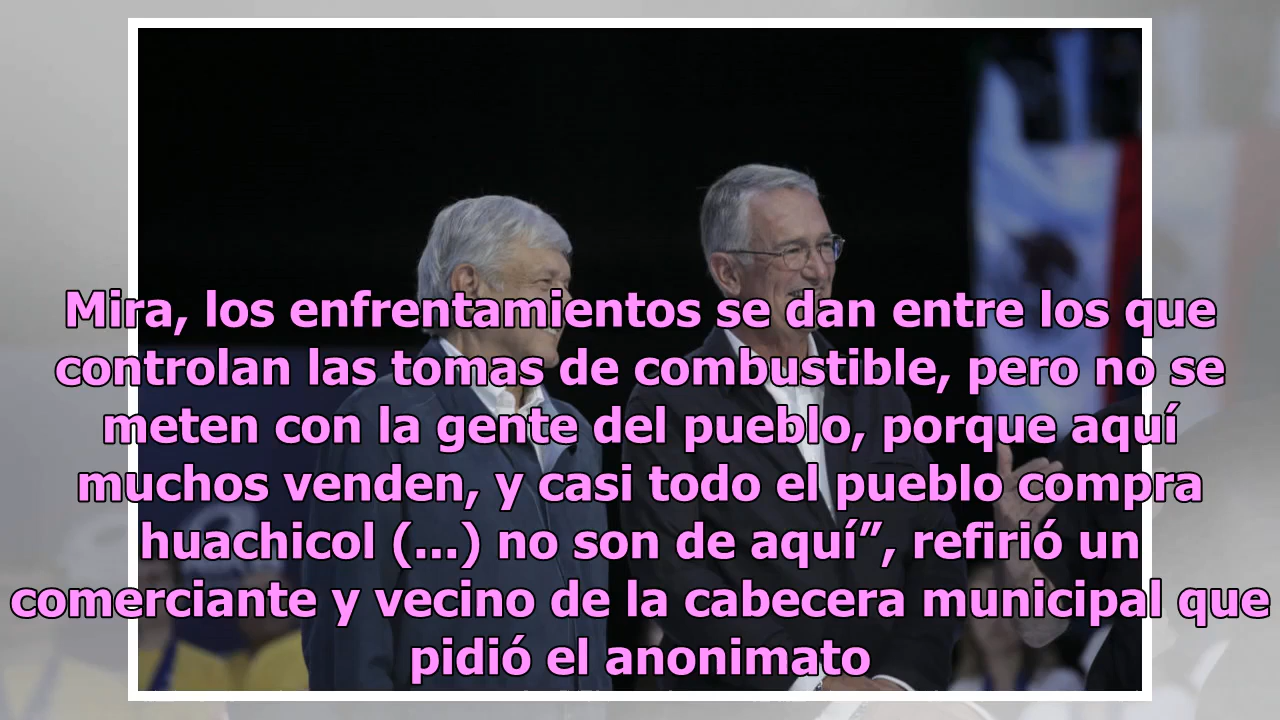 Mira, los enfrentamientos se dan entre los que
controlan las tomas de combustible, pero no se
meten con la gente del pueblo, porque aquí
muchos venden, y casi todo el pueblo compra
huachicol (...) no son de aquí”, refirió un
comerciante y vecino de la cabecera municipal que
pidió el anonimato